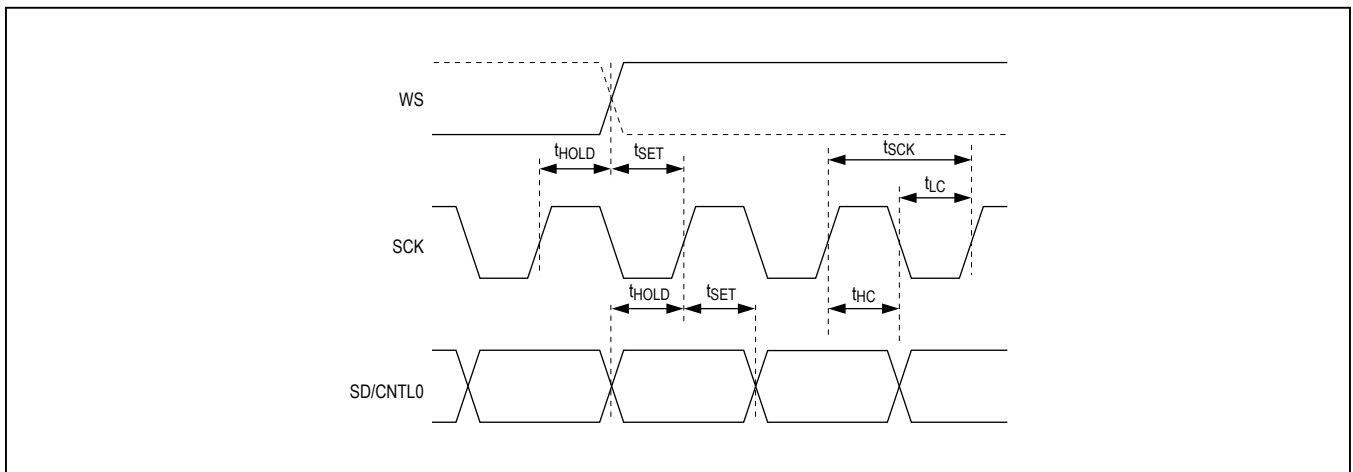 WS
tHOLD
tSET
tSCK
tLC
SCK
tHOLD
tSET
tHC
SD/CNTL0